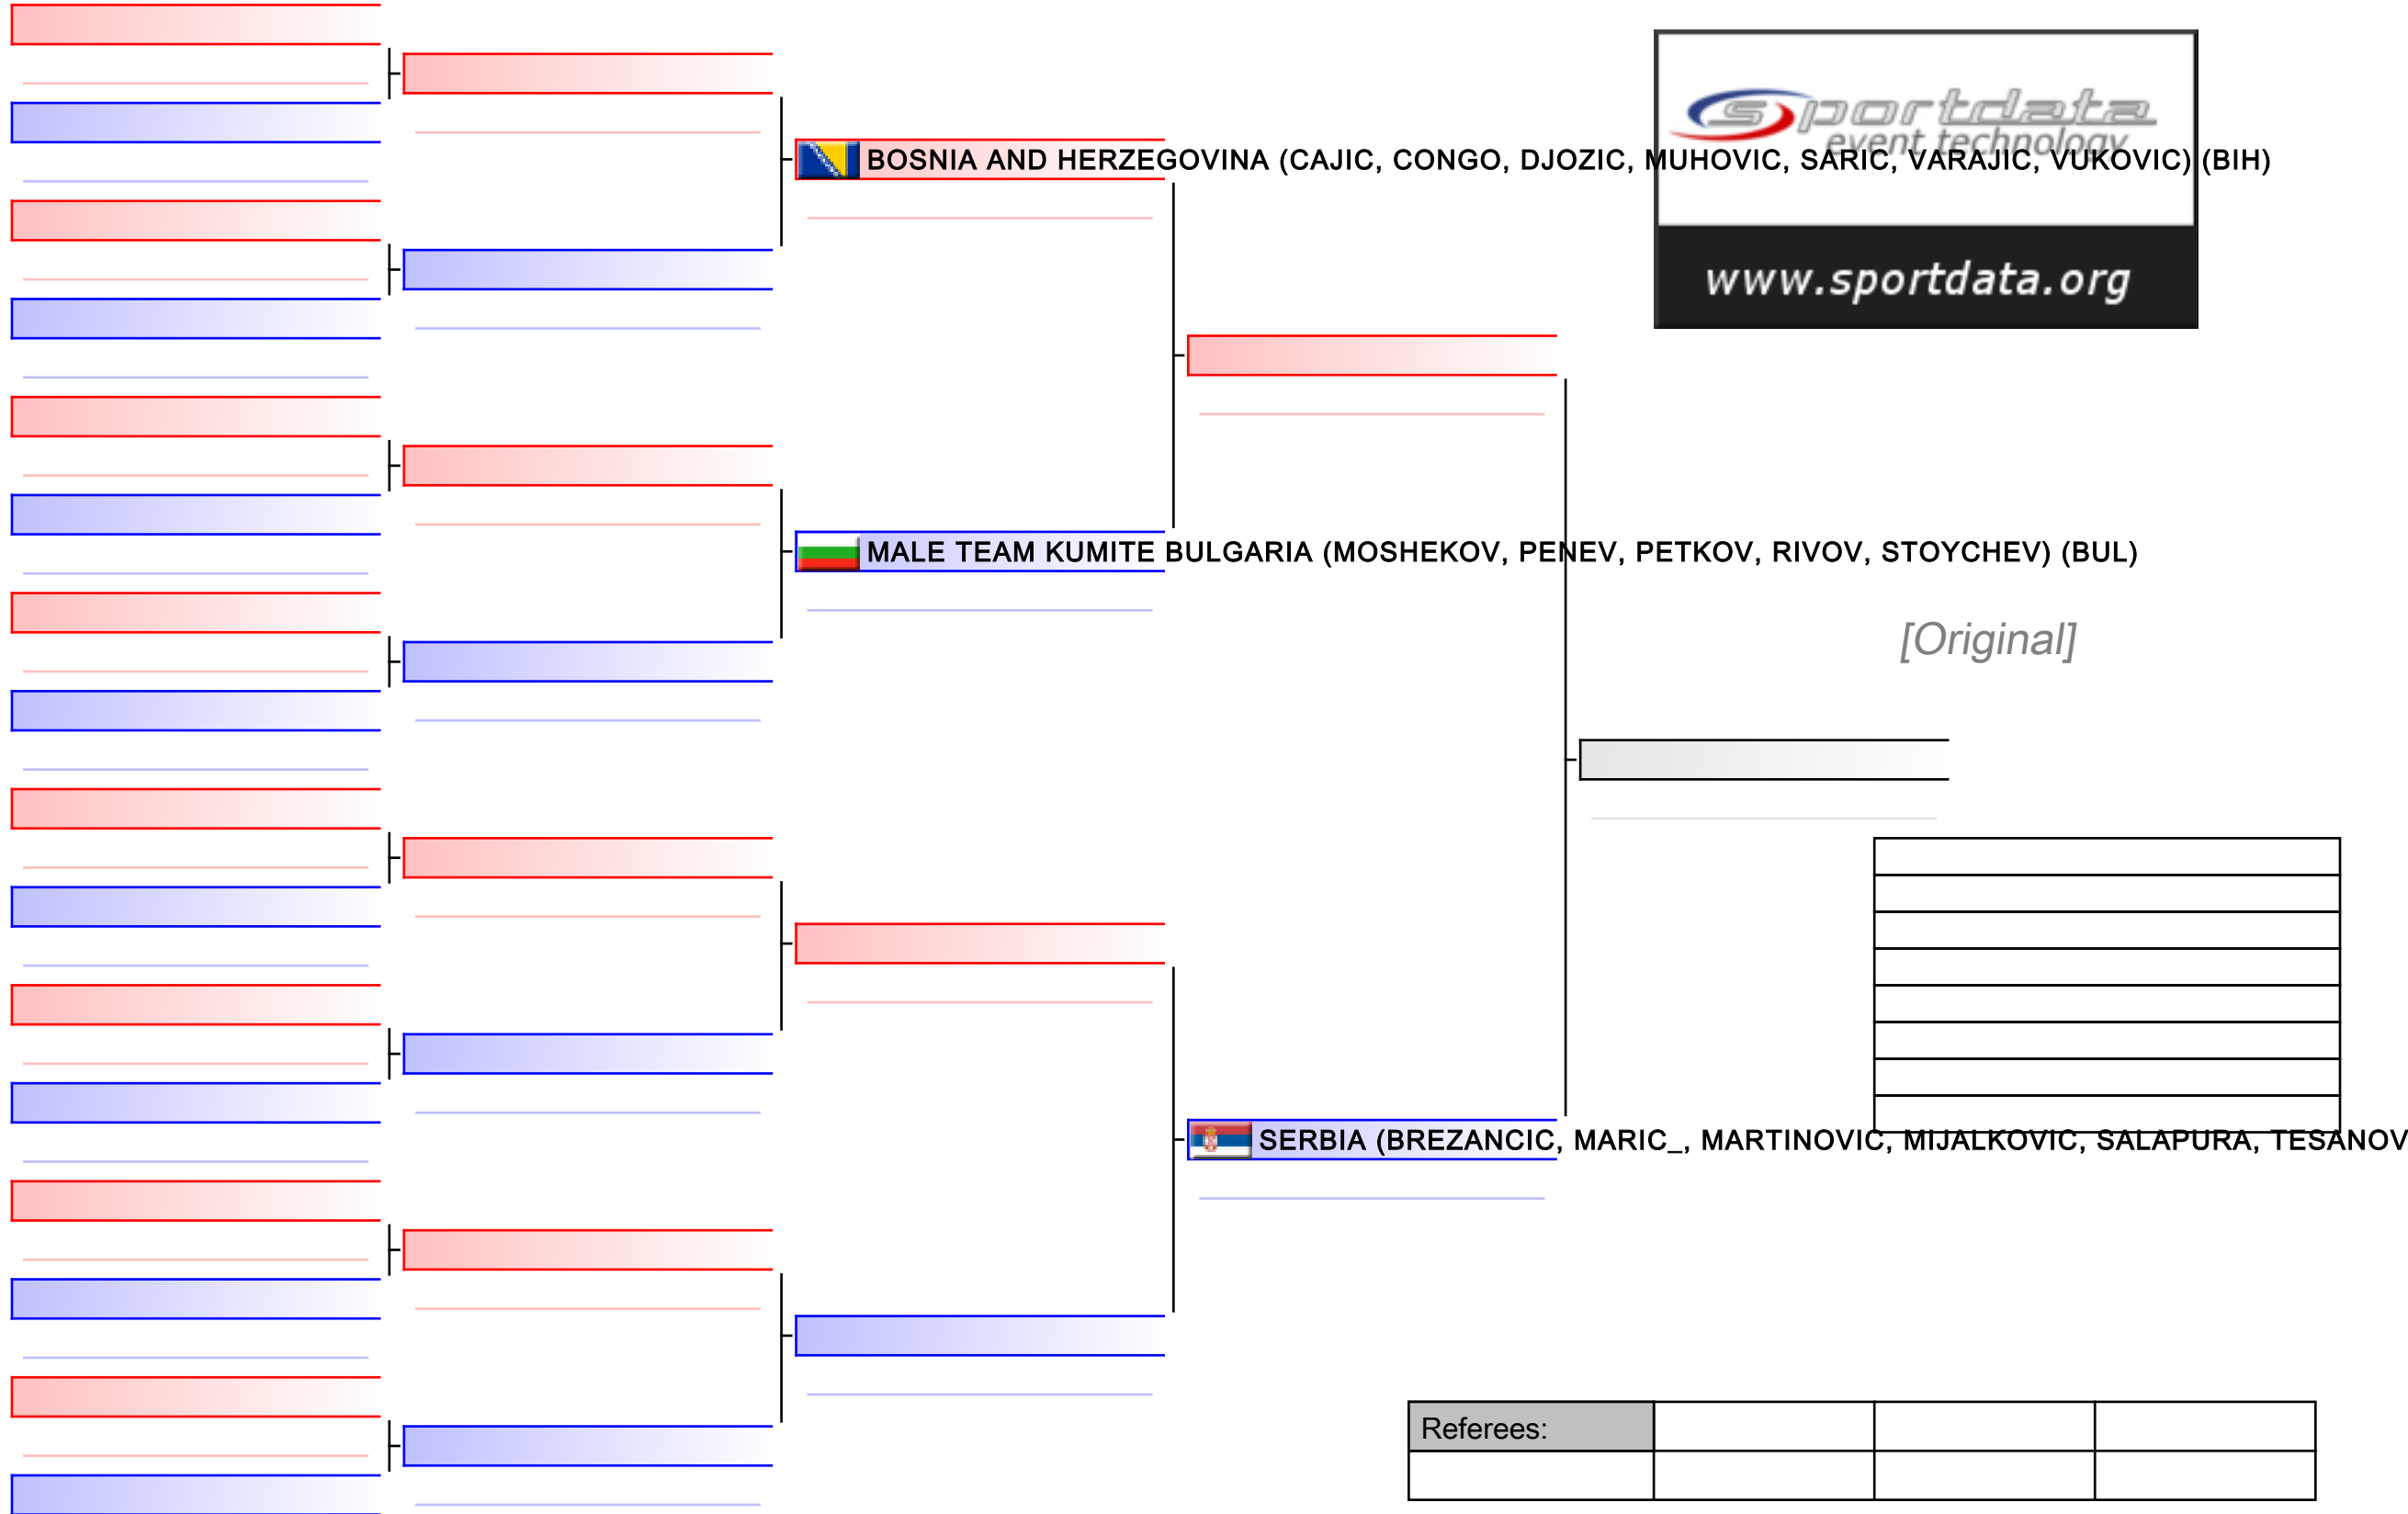 sportdata
event technology
BOSNIA AND HERZEGOVINA (CAJIC, CONGO, DJOZIC, MUHOVIC, SARIC, VARAJIC, VUKOVIC) (BIH)
www.sportdata.org
MALE TEAM KUMITE BULGARIA (MOSHEKOV, PENEV, PETKOV, RIVOV, STOYCHEV) (BUL)
[Original]
SERBIA (BREZANCIC, MARIC_, MARTINOVIC, MIJALKOVIC, SALAPURA, TESANOV
Referees: